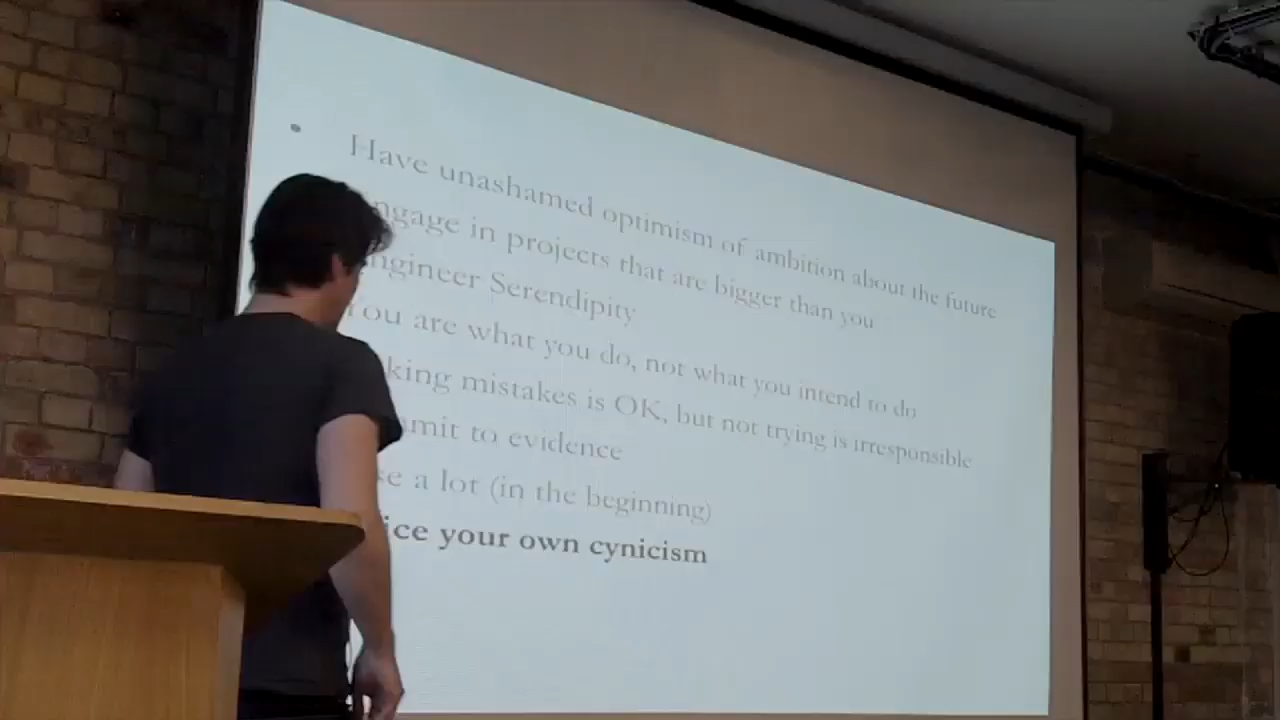 Have unashamed optimism of ambition about the future
ngage in projects that are bigger than you
ngineer Serendipity
You are what you do, not what you intend to do
king mistakes is OK, but not trying is irresponsible
mit to evidence
e a lot (in the beginning)
ice your own cynicism